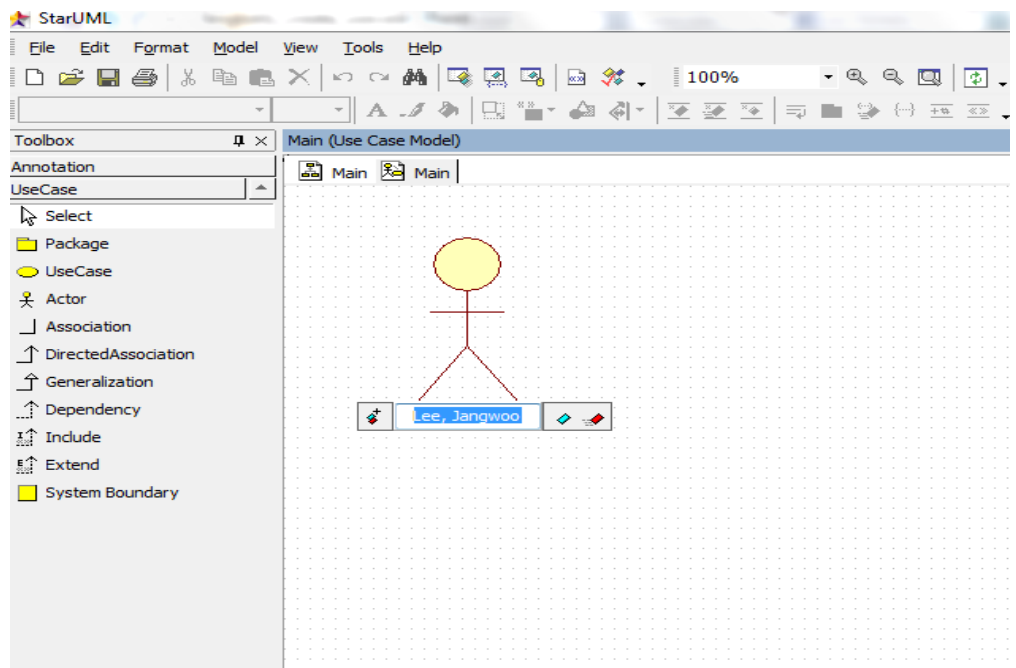 StarUML
File Edit Format Model View Tools Help
100%
Toolbox
Main (Use Case Model)
Annotation
Main Main
UseCase
Select
Package
UseCase
Actor
Association
DirectedAssociation
Generalization
Dependency
Lee, Jangwoo
Include
Extend
System Boundary